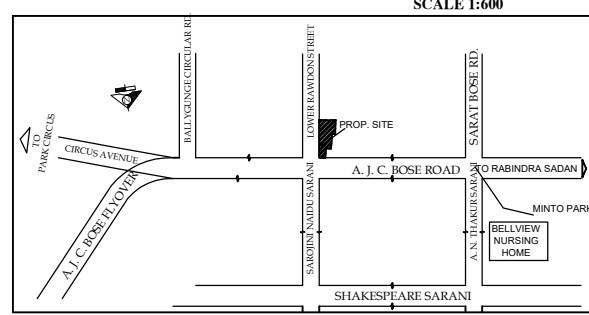 SCALE 1:600
BALLYGUNGE CIRCULAR RD.
LOWER RAWDON STREET
SARAT BOSE RD.
PROP. SITE
TO
PARK CIRCUS
CIRCUS AVENUE
A. J. C. BOSE ROAD
TO RABINDRA SADAN
A. J. C. BOSE FLYOVER
SAROJINI NAIDU SARANI
A.N. THAKUR SARANI
MINTO PARK
BELLVIEW
NURSING
HOME
SHAKESPEARE SARANI